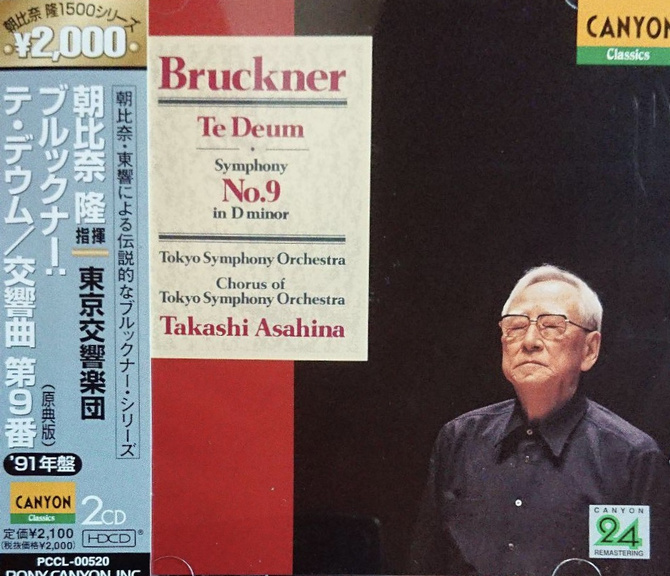 朝比奈 隆1500シリーズ
¥2,000
朝比奈・東響による伝説的なブルックナー・シリーズ
朝比奈 隆 指揮 東京交響楽団
ブルックナー:
テ・デウム/交響曲 第9番
(原典版)
'91年盤
CANYON
Classics
2CD
定価¥2,100
(税抜価格¥2,000)
HDCD®
PCCL-00520
PONY CANYON INC.
Bruckner
Te Deum
Symphony
No.9
in D minor
Tokyo Symphony Orchestra
Chorus of
Tokyo Symphony Orchestra
Takashi Asahina
CANYON
Classics
CANYON
24
REMASTERING